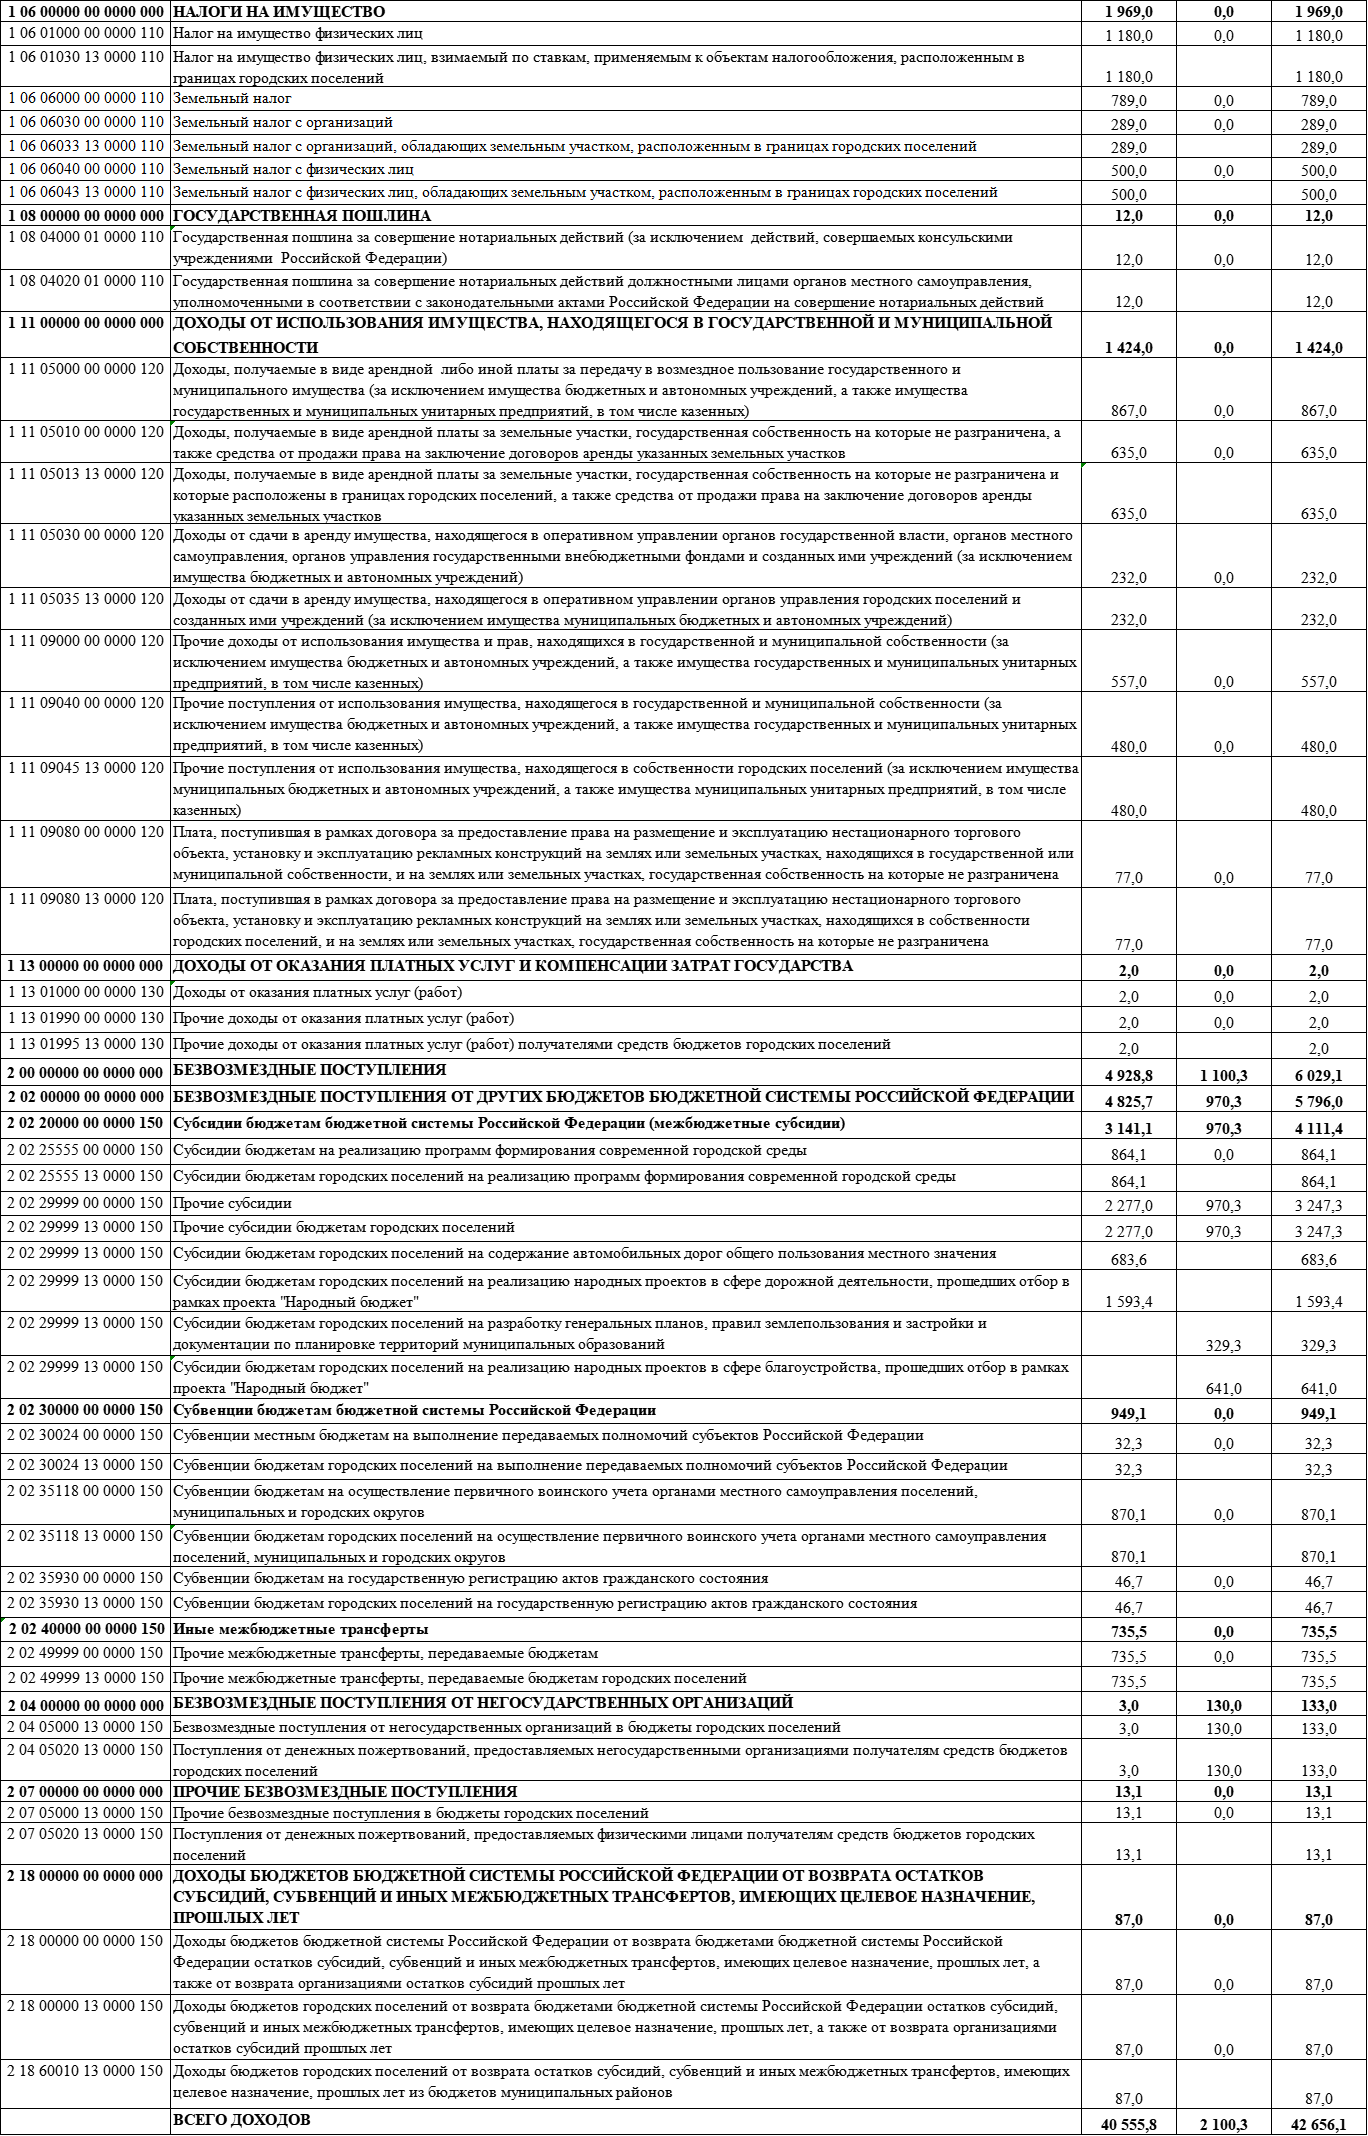 1 06 00000 00 0000 000 НАЛОГИ НА ИМУЩЕСТВО 1 969,0 0,0 1 969,0
1 06 01000 00 0000 110 Налог на имущество физических лиц 1 180,0 0,0 1 180,0
1 06 01030 13 0000 110 Налог на имущество физических лиц, взимаемый по ставкам, применяемым к объектам налогообложения, расположенным в
границах городских поселений 1 180,0 1 180,0
1 06 06000 00 0000 110 Земельный налог 789,0 0,0 789,0
1 06 06030 00 0000 110 Земельный налог с организаций 289,0 0,0 289,0
1 06 06033 13 0000 110 Земельный налог с организаций, обладающих земельным участком, расположенным в границах городских поселений 289,0 289,0
1 06 06040 00 0000 110 Земельный налог с физических лиц 500,0 0,0 500,0
1 06 06043 13 0000 110 Земельный налог с физических лиц, обладающих земельным участком, расположенным в границах городских поселений 500,0 500,0
1 08 00000 00 0000 000 ГОСУДАРСТВЕННАЯ ПОШЛИНА 12,0 0,0 12,0
1 08 04000 01 0000 110 Государственная пошлина за совершение нотариальных действий (за исключением действий, совершаемых консульскими
учреждениями Российской Федерации) 12,0 0,0 12,0
1 08 04020 01 0000 110 Государственная пошлина за совершение нотариальных действий должностными лицами органов местного самоуправления,
уполномоченными в соответствии с законодательными актами Российской Федерации на совершение нотариальных действий 12,0 12,0
1 11 00000 00 0000 000 ДОХОДЫ ОТ ИСПОЛЬЗОВАНИЯ ИМУЩЕСТВА, НАХОДЯЩЕГОСЯ В ГОСУДАРСТВЕННОЙ И МУНИЦИПАЛЬНОЙ
СОБСТВЕННОСТИ 1 424,0 0,0 1 424,0
1 11 05000 00 0000 120 Доходы, получаемые в виде арендной либо иной платы за передачу в возмездное пользование государственного и
муниципального имущества (за исключением имущества бюджетных и автономных учреждений, а также имущества
государственных и муниципальных унитарных предприятий, в том числе казенных) 867,0 0,0 867,0
1 11 05010 00 0000 120 Доходы, получаемые в виде арендной платы за земельные участки, государственная собственность на которые не разграничена, а
также средства от продажи права на заключение договоров аренды указанных земельных участков 635,0 0,0 635,0
1 11 05013 13 0000 120 Доходы, получаемые в виде арендной платы за земельные участки, государственная собственность на которые не разграничена и
которые расположены в границах городских поселений, а также средства от продажи права на заключение договоров аренды
указанных земельных участков 635,0 635,0
1 11 05030 00 0000 120 Доходы от сдачи в аренду имущества, находящегося в оперативном управлении органов государственной власти, органов местного
самоуправления, органов управления государственными внебюджетными фондами и созданных ими учреждений (за исключением
имущества бюджетных и автономных учреждений) 232,0 0,0 232,0
1 11 05035 13 0000 120 Доходы от сдачи в аренду имущества, находящегося в оперативном управлении органов управления городских поселений и
созданных ими учреждений (за исключением имущества муниципальных бюджетных и автономных учреждений) 232,0 232,0
1 11 09000 00 0000 120 Прочие доходы от использования имущества и прав, находящихся в государственной и муниципальной собственности (за
исключением имущества бюджетных и автономных учреждений, а также имущества государственных и муниципальных унитарных
предприятий, в том числе казенных) 557,0 0,0 557,0
1 11 09040 00 0000 120 Прочие поступления от использования имущества, находящегося в государственной и муниципальной собственности (за
исключением имущества бюджетных и автономных учреждений, а также имущества государственных и муниципальных унитарных
предприятий, в том числе казенных) 480,0 0,0 480,0
1 11 09045 13 0000 120 Прочие поступления от использования имущества, находящегося в собственности городских поселений (за исключением имущества
муниципальных бюджетных и автономных учреждений, а также имущества муниципальных унитарных предприятий, в том числе
казенных) 480,0 480,0
1 11 09080 00 0000 120 Плата, поступившая в рамках договора за предоставление права на размещение и эксплуатацию нестационарного торгового
объекта, установку и эксплуатацию рекламных конструкций на землях или земельных участках, находящихся в государственной или
муниципальной собственности, и на землях или земельных участках, государственная собственность на которые не разграничена 77,0 0,0 77,0
1 11 09080 13 0000 120 Плата, поступившая в рамках договора за предоставление права на размещение и эксплуатацию нестационарного торгового
объекта, установку и эксплуатацию рекламных конструкций на землях или земельных участках, находящихся в собственности
городских поселений, и на землях или земельных участках, государственная собственность на которые не разграничена 77,0 77,0
1 13 00000 00 0000 000 ДОХОДЫ ОТ ОКАЗАНИЯ ПЛАТНЫХ УСЛУГ И КОМПЕНСАЦИИ ЗАТРАТ ГОСУДАРСТВА 2,0 0,0 2,0
1 13 01000 00 0000 130 Доходы от оказания платных услуг (работ) 2,0 0,0 2,0
1 13 01990 00 0000 130 Прочие доходы от оказания платных услуг (работ) 2,0 0,0 2,0
1 13 01995 13 0000 130 Прочие доходы от оказания платных услуг (работ) получателями средств бюджетов городских поселений 2,0 2,0
2 00 00000 00 0000 000 БЕЗВОЗМЕЗДНЫЕ ПОСТУПЛЕНИЯ 4 928,8 1 100,3 6 029,1
2 02 00000 00 0000 000 БЕЗВОЗМЕЗДНЫЕ ПОСТУПЛЕНИЯ ОТ ДРУГИХ БЮДЖЕТОВ БЮДЖЕТНОЙ СИСТЕМЫ РОССИЙСКОЙ ФЕДЕРАЦИИ 4 825,7 970,3 5 796,0
2 02 20000 00 0000 150 Субсидии бюджетам бюджетной системы Российской Федерации (межбюджетные субсидии) 3 141,1 970,3 4 111,4
2 02 25555 00 0000 150 Субсидии бюджетам на реализацию программ формирования современной городской среды 864,1 0,0 864,1
2 02 25555 13 0000 150 Субсидии бюджетам городских поселений на реализацию программ формирования современной городской среды 864,1 864,1
2 02 29999 00 0000 150 Прочие субсидии 2 277,0 970,3 3 247,3
2 02 29999 13 0000 150 Прочие субсидии бюджетам городских поселений 2 277,0 970,3 3 247,3
2 02 29999 13 0000 150 Субсидии бюджетам городских поселений на содержание автомобильных дорог общего пользования местного значения 683,6 683,6
2 02 29999 13 0000 150 Субсидии бюджетам городских поселений на реализацию народных проектов в сфере дорожной деятельности, прошедших отбор в
рамках проекта "Народный бюджет" 1 593,4 1 593,4
2 02 29999 13 0000 150 Субсидии бюджетам городских поселений на разработку генеральных планов, правил землепользования и застройки и
документации по планировке территорий муниципальных образований 329,3 329,3
2 02 29999 13 0000 150 Субсидии бюджетам городских поселений на реализацию народных проектов в сфере благоустройства, прошедших отбор в рамках
проекта "Народный бюджет" 641,0 641,0
2 02 30000 00 0000 150 Субвенции бюджетам бюджетной системы Российской Федерации 949,1 0,0 949,1
2 02 30024 00 0000 150 Субвенции местным бюджетам на выполнение передаваемых полномочий субъектов Российской Федерации 32,3 0,0 32,3
2 02 30024 13 0000 150 Субвенции бюджетам городских поселений на выполнение передаваемых полномочий субъектов Российской Федерации 32,3 32,3
2 02 35118 00 0000 150 Субвенции бюджетам на осуществление первичного воинского учета органами местного самоуправления поселений,
муниципальных и городских округов 870,1 0,0 870,1
2 02 35118 13 0000 150 Субвенции бюджетам городских поселений на осуществление первичного воинского учета органами местного самоуправления
поселений, муниципальных и городских округов 870,1 870,1
2 02 35930 00 0000 150 Субвенции бюджетам на государственную регистрацию актов гражданского состояния 46,7 0,0 46,7
2 02 35930 13 0000 150 Субвенции бюджетам городских поселений на государственную регистрацию актов гражданского состояния 46,7 46,7
2 02 40000 00 0000 150 Иные межбюджетные трансферты 735,5 0,0 735,5
2 02 49999 00 0000 150 Прочие межбюджетные трансферты, передаваемые бюджетам 735,5 0,0 735,5
2 02 49999 13 0000 150 Прочие межбюджетные трансферты, передаваемые бюджетам городских поселений 735,5 735,5
2 04 00000 00 0000 000 БЕЗВОЗМЕЗДНЫЕ ПОСТУПЛЕНИЯ ОТ НЕГОСУДАРСТВЕННЫХ ОРГАНИЗАЦИЙ 3,0 130,0 133,0
2 04 05000 13 0000 150 Безвозмездные поступления от негосударственных организаций в бюджеты городских поселений 3,0 130,0 133,0
2 04 05020 13 0000 150 Поступления от денежных пожертвований, предоставляемых негосударственными организациями получателям средств бюджетов
городских поселений 3,0 130,0 133,0
2 07 00000 00 0000 000 ПРОЧИЕ БЕЗВОЗМЕЗДНЫЕ ПОСТУПЛЕНИЯ 13,1 0,0 13,1
2 07 05000 13 0000 150 Прочие безвозмездные поступления в бюджеты городских поселений 13,1 0,0 13,1
2 07 05020 13 0000 150 Поступления от денежных пожертвований, предоставляемых физическими лицами получателям средств бюджетов городских
поселений 13,1 13,1
2 18 00000 00 0000 000 ДОХОДЫ БЮДЖЕТОВ БЮДЖЕТНОЙ СИСТЕМЫ РОССИЙСКОЙ ФЕДЕРАЦИИ ОТ ВОЗВРАТА ОСТАТКОВ
СУБСИДИЙ, СУБВЕНЦИЙ И ИНЫХ МЕЖБЮДЖЕТНЫХ ТРАНСФЕРТОВ, ИМЕЮЩИХ ЦЕЛЕВОЕ НАЗНАЧЕНИЕ,
ПРОШЛЫХ ЛЕТ 87,0 0,0 87,0
2 18 00000 00 0000 150 Доходы бюджетов бюджетной системы Российской Федерации от возврата бюджетами бюджетной системы Российской
Федерации остатков субсидий, субвенций и иных межбюджетных трансфертов, имеющих целевое назначение, прошлых лет, а
также от возврата организациями остатков субсидий прошлых лет 87,0 0,0 87,0
2 18 00000 13 0000 150 Доходы бюджетов городских поселений от возврата бюджетами бюджетной системы Российской Федерации остатков субсидий,
субвенций и иных межбюджетных трансфертов, имеющих целевое назначение, прошлых лет, а также от возврата организациями
остатков субсидий прошлых лет 87,0 0,0 87,0
2 18 60010 13 0000 150 Доходы бюджетов городских поселений от возврата остатков субсидий, субвенций и иных межбюджетных трансфертов, имеющих
целевое назначение, прошлых лет из бюджетов муниципальных районов 87,0 87,0
ВСЕГО ДОХОДОВ 40 555,8 2 100,3 42 656,1